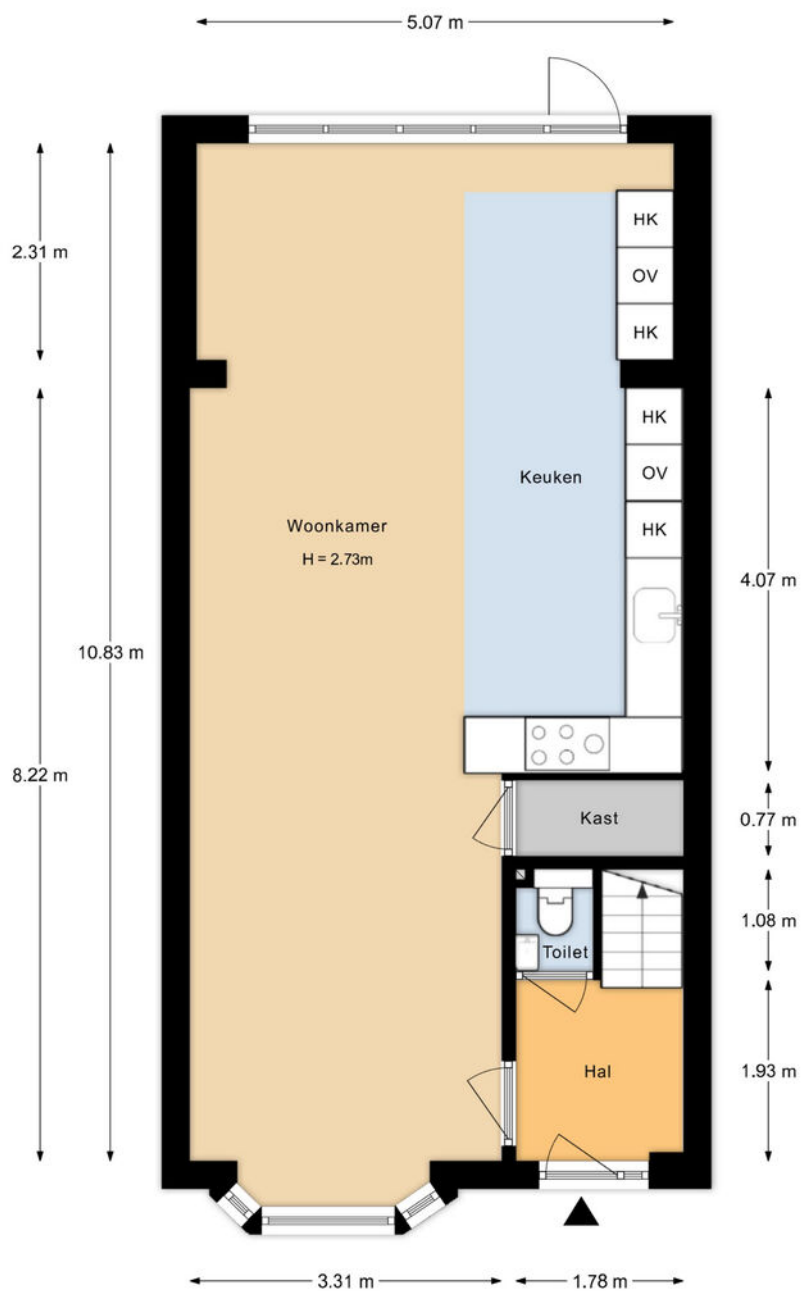 5.07 m
HK
2.31 m
OV
HK
HK
OV
Keuken
Woonkamer
HK
H = 2.73m
4.07 m
10.83 m
8.22 m
Kast
0.77 m
1.08 m
Toilet
Hal
1.93 m
3.31 m
1.78 m